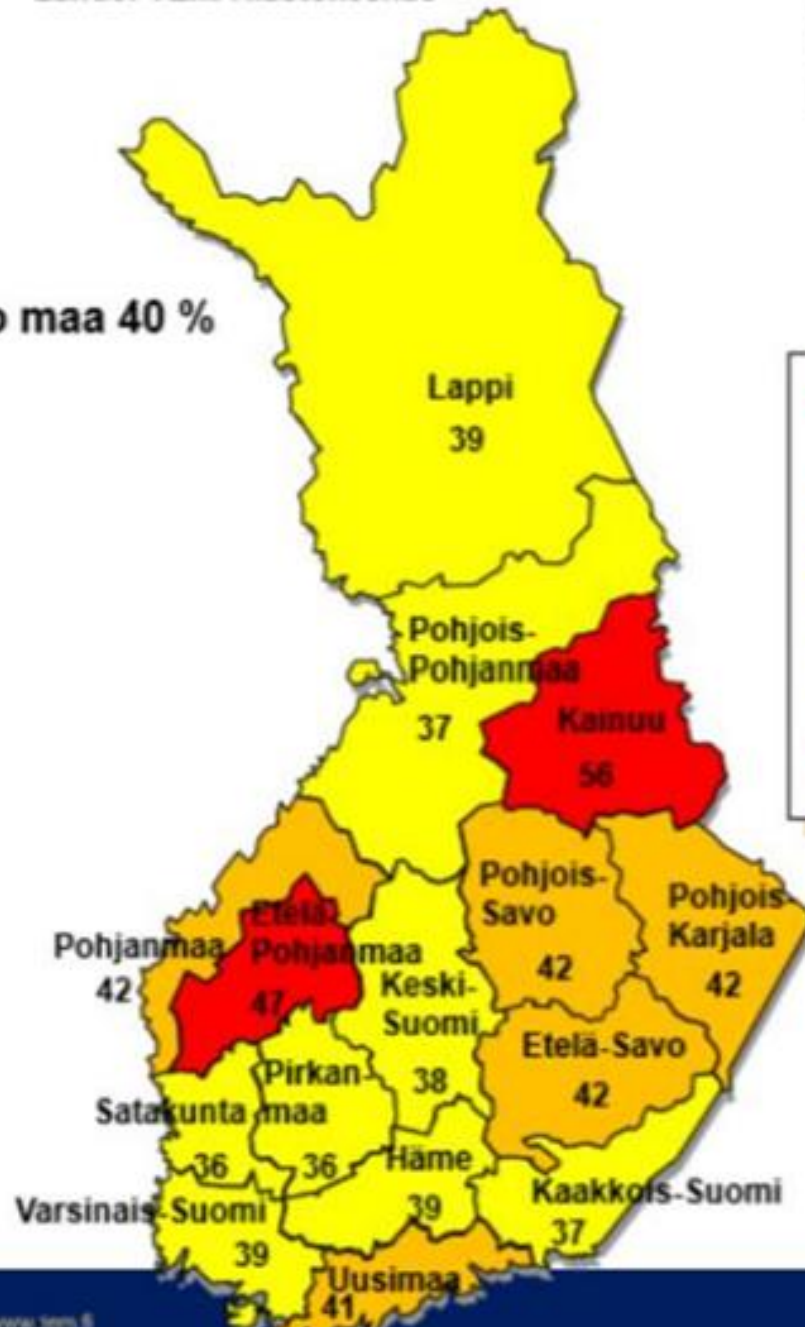 o maa 40 %
Lappi
39
Pohjois-
Pohjanmaa
37
Kainuu
56
Pohjois-
Savo
42
Pohjois-
Karjala
42
Etelä-
Pohjanmaa
47
Pohjanmaa
42
Keski-
Suomi
38
Etelä-Savo
42
Pirkan-
maa
36
Satakunta
36
Häme
39
Kaakkois-Suomi
37
Varsinais-Suomi
39
Uusimaa
41